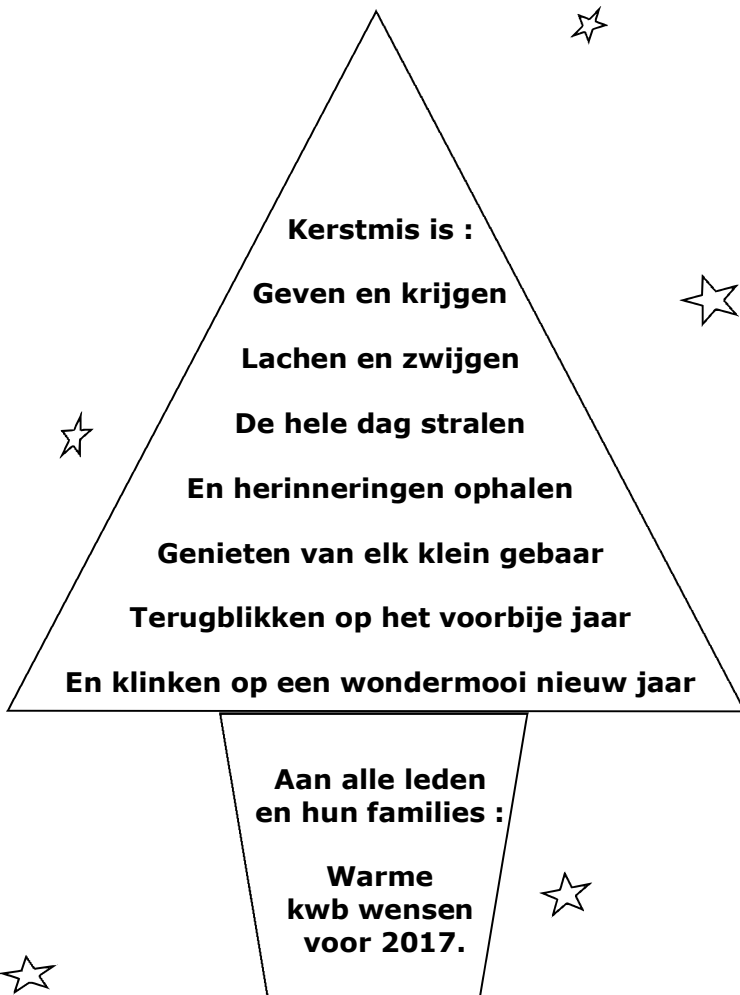 Kerstmis is :
Geven en krijgen
Lachen en zwijgen
De hele dag stralen
En herinneringen ophalen
Genieten van elk klein gebaar
Terugblikken op het voorbije jaar
En klinken op een wondermooi nieuw jaar
Aan alle leden
en hun families :
Warme
kwb wensen
voor 2017.